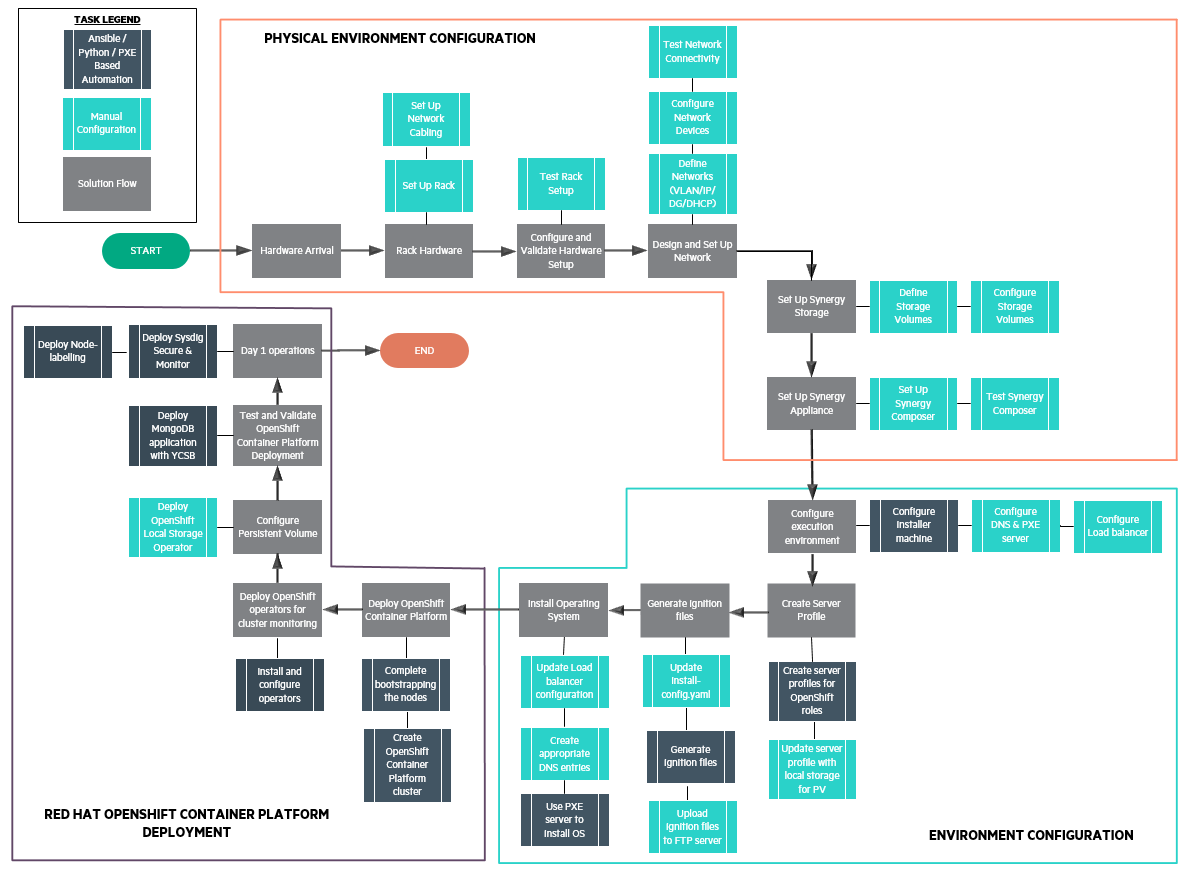 TASK LEGEND
Ansible /
Python / PXE
Based
Automation
Manual
Configuration
Solution Flow
PHYSICAL ENVIRONMENT CONFIGURATION
Test Network
Connectivity
Configure
Network
Devices
Define
Networks
(VLAN/IP/
DG/DHCP)
Set Up
Network
Cabling
Set Up Rack
Test Rack
Setup
START
Hardware Arrival
Rack Hardware
Configure and
Validate Hardware
Setup
Design and Set Up
Network
Set Up Synergy
Storage
Define
Storage
Volumes
Configure
Storage
Volumes
Set Up Synergy
Appliance
Set Up
Synergy
Composer
Test Synergy
Composer
Configure
execution
environment
Configure
Installer
machine
Configure
DNS & PXE
server
Configure
Load balancer
Create Server
Profile
Create server
profiles for
OpenShift
roles
Update server
profile with
local storage
for PV
Generate Ignition
files
Update
Install-
config.yaml
Generate
Ignition files
Upload
Ignition files
to FTP server
Install Operating
System
Update Load
balancer
configuration
Create
appropriate
DNS entries
Use PXE
server to
Install OS
ENVIRONMENT CONFIGURATION
Deploy OpenShift
Container Platform
Complete
bootstrapping
the nodes
Create
OpenShift
Container
Platform
cluster
Deploy OpenShift
operators for
cluster monitoring
Install and
configure
operators
Configure
Persistent Volume
Deploy
OpenShift
Local Storage
Operator
Test and Validate
OpenShift
Container Platform
Deployment
Deploy
MongoDB
application
with YCSB
Day 1 operations
Deploy Sysdig
Secure &
Monitor
Deploy Node-
labelling
END
RED HAT OPENSHIFT CONTAINER PLATFORM
DEPLOYMENT